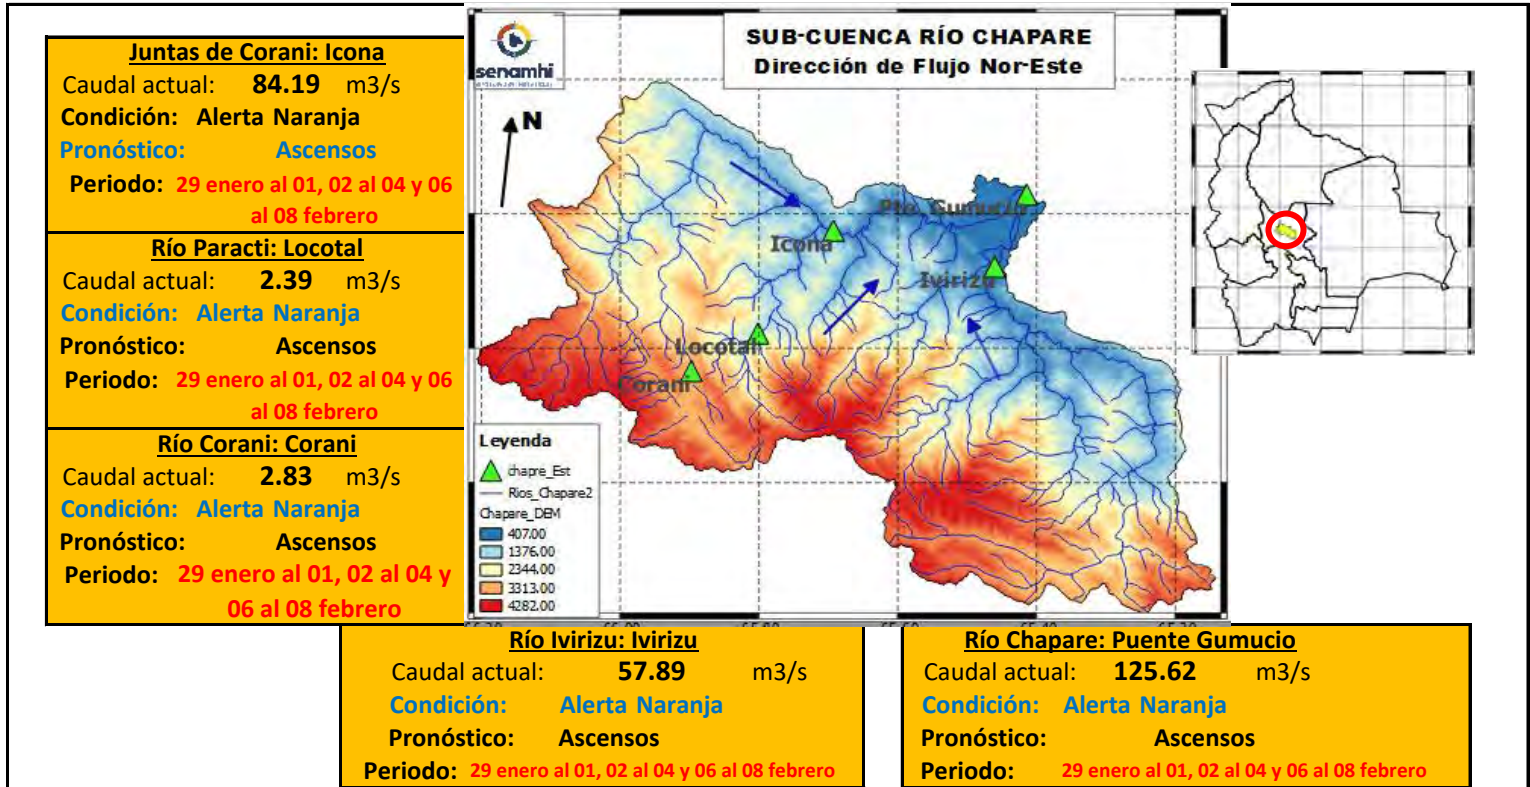 Juntas de Corani: Icona
Caudal actual: 84.19 m3/s
Condición: Alerta Naranja
Pronóstico: Ascensos
Periodo: 29 enero al 01, 02 al 04 y 06
al 08 febrero
Río Paracti: Locotal
Caudal actual: 2.39 m3/s
Condición: Alerta Naranja
Pronóstico: Ascensos
Periodo: 29 enero al 01, 02 al 04 y 06
al 08 febrero
Río Corani: Corani
Caudal actual: 2.83 m3/s
Condición: Alerta Naranja
Pronóstico: Ascensos
Periodo: 29 enero al 01, 02 al 04 y
06 al 08 febrero
senamhi
SUB-CUENCA RÍO CHAPARE
Dirección de Flujo Nor-Este
N
Pte. Gumucio
Icona
Ivirizu
Locotal
Corani
Leyenda
chapre_Est
Rios_Chapare2
Chapare_DEM
407.00
1376.00
2344.00
3313.00
4282.00
Río Ivirizu: Ivirizu
Caudal actual: 57.89 m3/s
Condición: Alerta Naranja
Pronóstico: Ascensos
Periodo: 29 enero al 01, 02 al 04 y 06 al 08 febrero
Río Chapare: Puente Gumucio
Caudal actual: 125.62 m3/s
Condición: Alerta Naranja
Pronóstico: Ascensos
Periodo: 29 enero al 01, 02 al 04 y 06 al 08 febrero